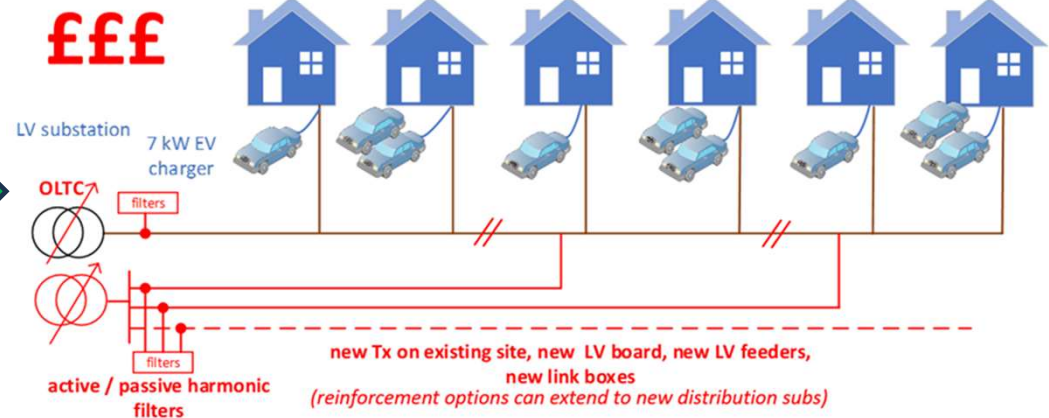 £££
LV substation
7 kW EV
charger
OLTC
filters
filters
active / passive harmonic
filters
new Tx on existing site, new LV board, new LV feeders,
new link boxes
(reinforcement options can extend to new distribution subs)